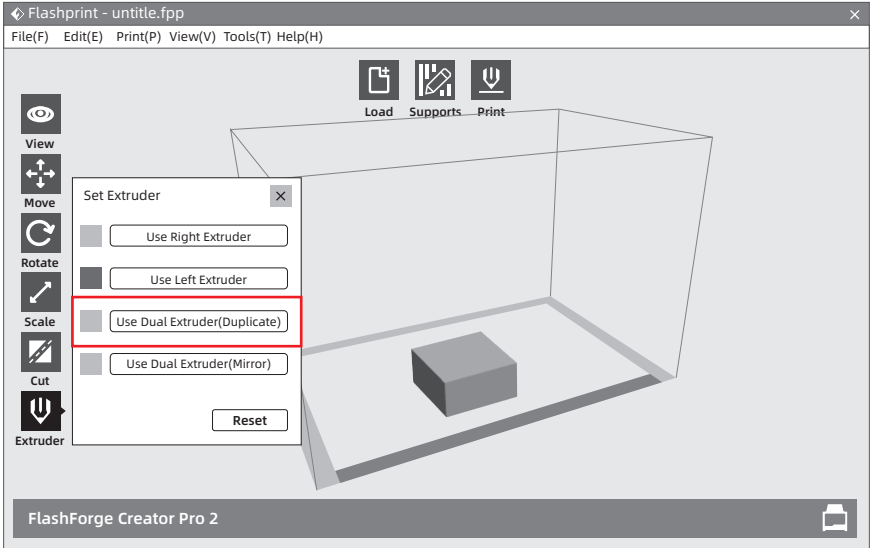 Flashprint - untitle.fpp
File(F) Edit(E) Print(P) View(V) Tools(T) Help(H)
Load Supports Print
View
Move
Rotate
Scale
Cut
Extruder
Set Extruder
Use Right Extruder
Use Left Extruder
Use Dual Extruder(Duplicate)
Use Dual Extruder(Mirror)
Reset
FlashForge Creator Pro 2